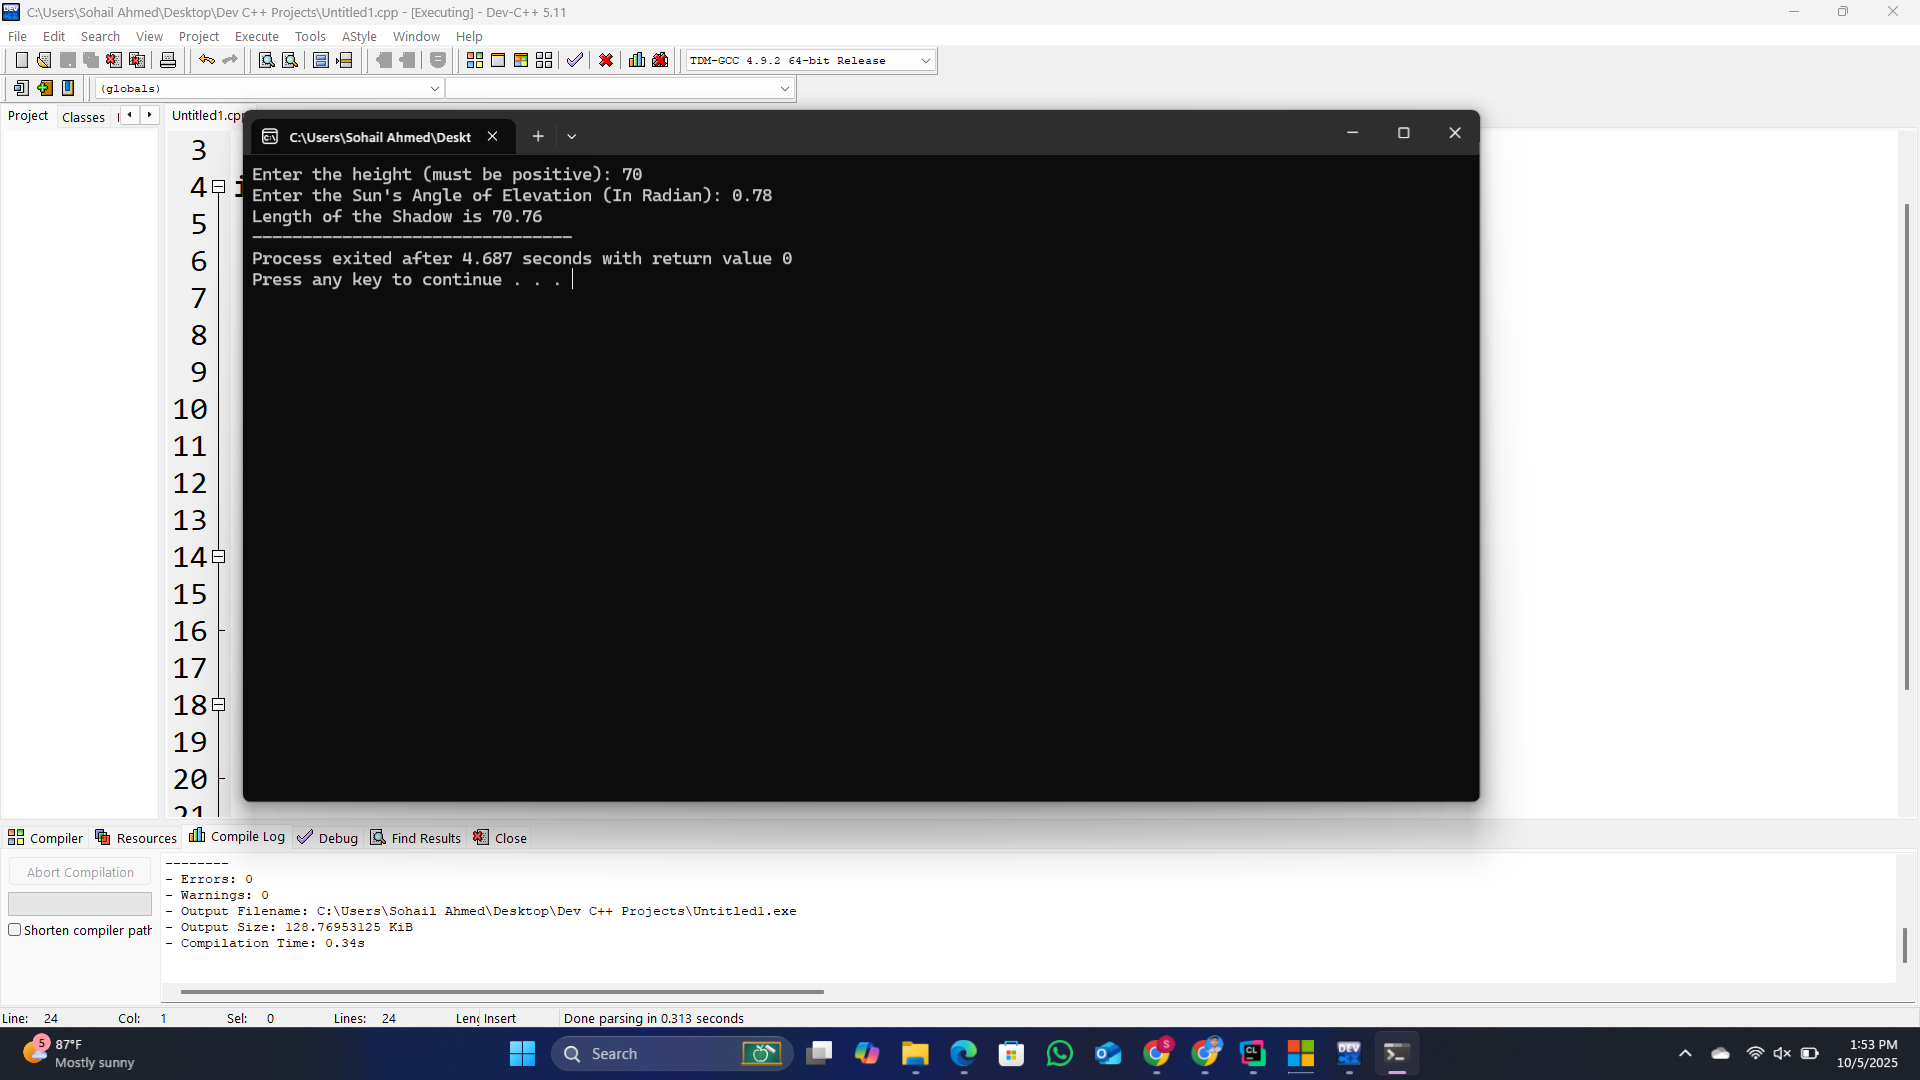 C:\Users\Sohail Ahmed\Desktop\Dev C++ Projects\Untitled1.cpp - [Executing] - Dev-C++ 5.11
File Edit Search View Project Execute Tools AStyle Window Help
TDM-GCC 4.9.2 64-bit Release
(globals)
Project Classes Untitled1.cpp
C:\Users\Sohail Ahmed\Deskt
3
4
5
6
7
8
9
10
11
12
13
14
15
16
17
18
19
20
21
Enter the height (must be positive): 70
Enter the Sun's Angle of Elevation (In Radian): 0.78
Length of the Shadow is 70.76
--------------------------------
Process exited after 4.687 seconds with return value 0
Press any key to continue . . .
Compiler Resources Compile Log Debug Find Results Close
Abort Compilation
Shorten compiler path
--------
- Errors: 0
- Warnings: 0
- Output Filename: C:\Users\Sohail Ahmed\Desktop\Dev C++ Projects\Untitled1.exe
- Output Size: 128.76953125 KiB
- Compilation Time: 0.34s
Line: 24 Col: 1 Sel: 0 Lines: 24 Insert Done parsing in 0.313 seconds
5
87°F
Mostly sunny
Search
S
CL
DEV
1:53 PM
10/5/2025